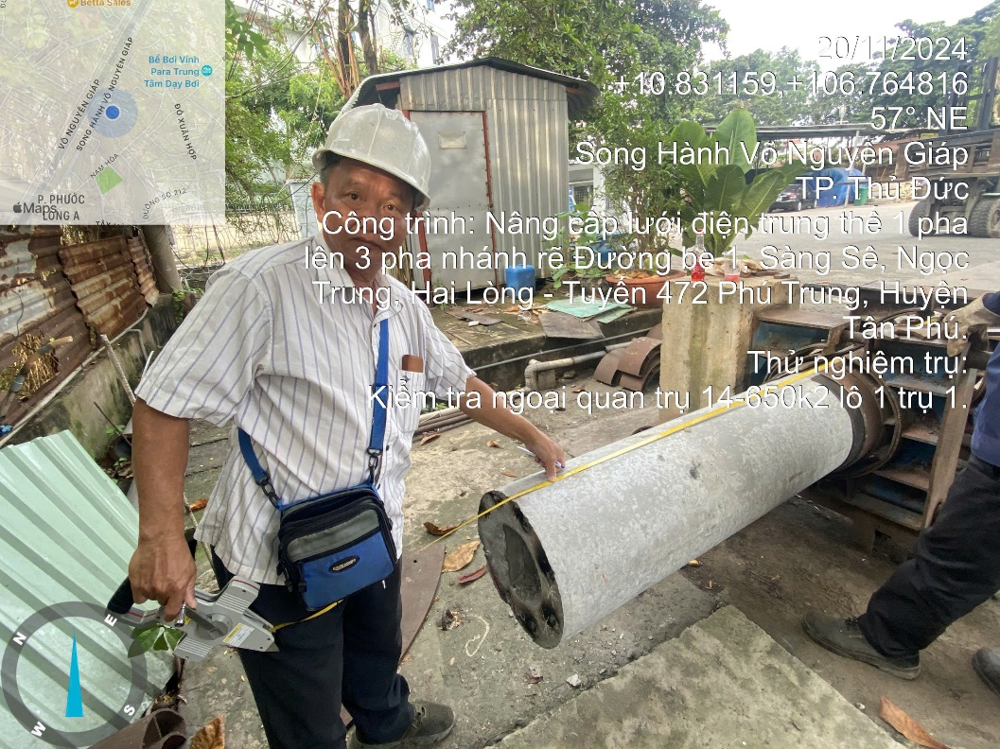 Betta Sales
Bể Bơi Vinh
Para Trung
Tâm Dạy Bơi
VÕ NGUYÊN GIÁP
SONG HÀNH VÕ NGUYÊN GIÁP
ĐỖ XUÂN HỢP
NAM HÒA
ĐƯỜNG SỐ 212
P. PHƯỚC
LONG A
Maps
20/11/2024
+10.831159,+106.764816
57° NE
Song Hành Võ Nguyên Giáp
TP. Thủ Đức
Công trình: Nâng cấp lưới điện trung thế 1 pha
lên 3 pha nhánh rẽ Đường be 1, Sàng Sê, Ngọc
Trung, Hai Long - Tuyến 472 Phú Trung, Huyện
Tân Phú.
Thử nghiệm trụ:
Kiểm tra ngoại quan trụ 14-650k2 lô 1 trụ 1.
N
E
S
W